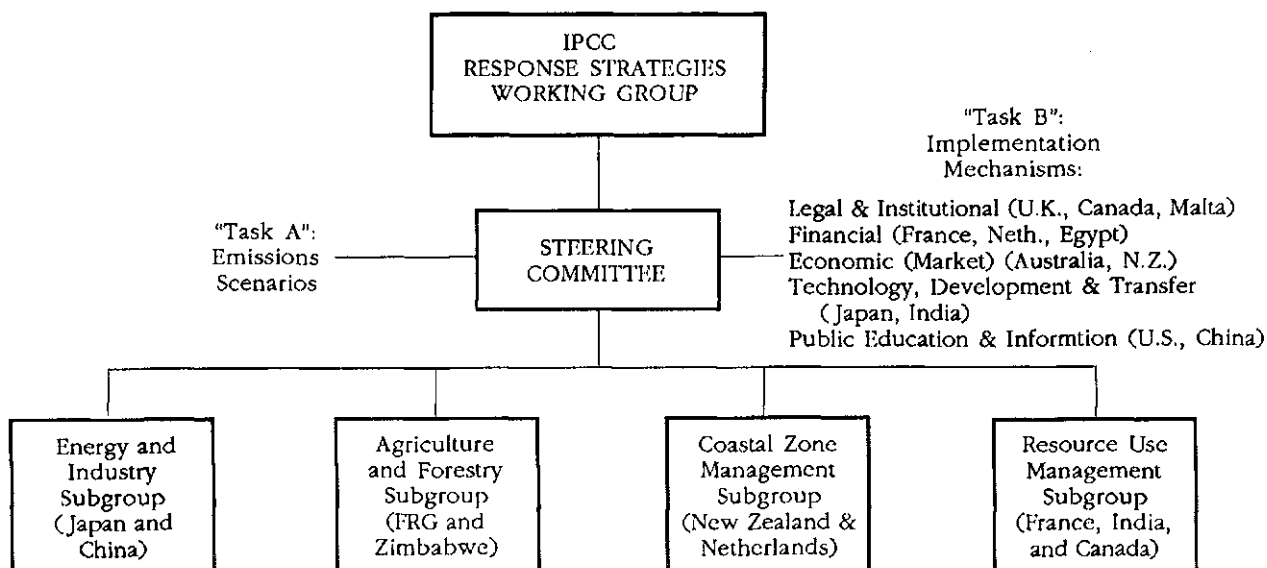 IPCC
RESPONSE STRATEGIES
WORKING GROUP
"Task B":
Implementation
Mechanisms:
Legal & Institutional (U.K., Canada, Malta)
Financial (France, Neth., Egypt)
Economic (Market) (Australia, N.Z.)
Technology, Development & Transfer
(Japan, India)
Public Education & Informtion (U.S., China)
"Task A":
Emissions
Scenarios
STEERING
COMMITTEE
Energy and
Industry
Subgroup
(Japan and
China)
Agriculture
and Forestry
Subgroup
(FRG and
Zimbabwe)
Coastal Zone
Management
Subgroup
(New Zealand &
Netherlands)
Resource Use
Management
Subgroup
(France, India,
and Canada)